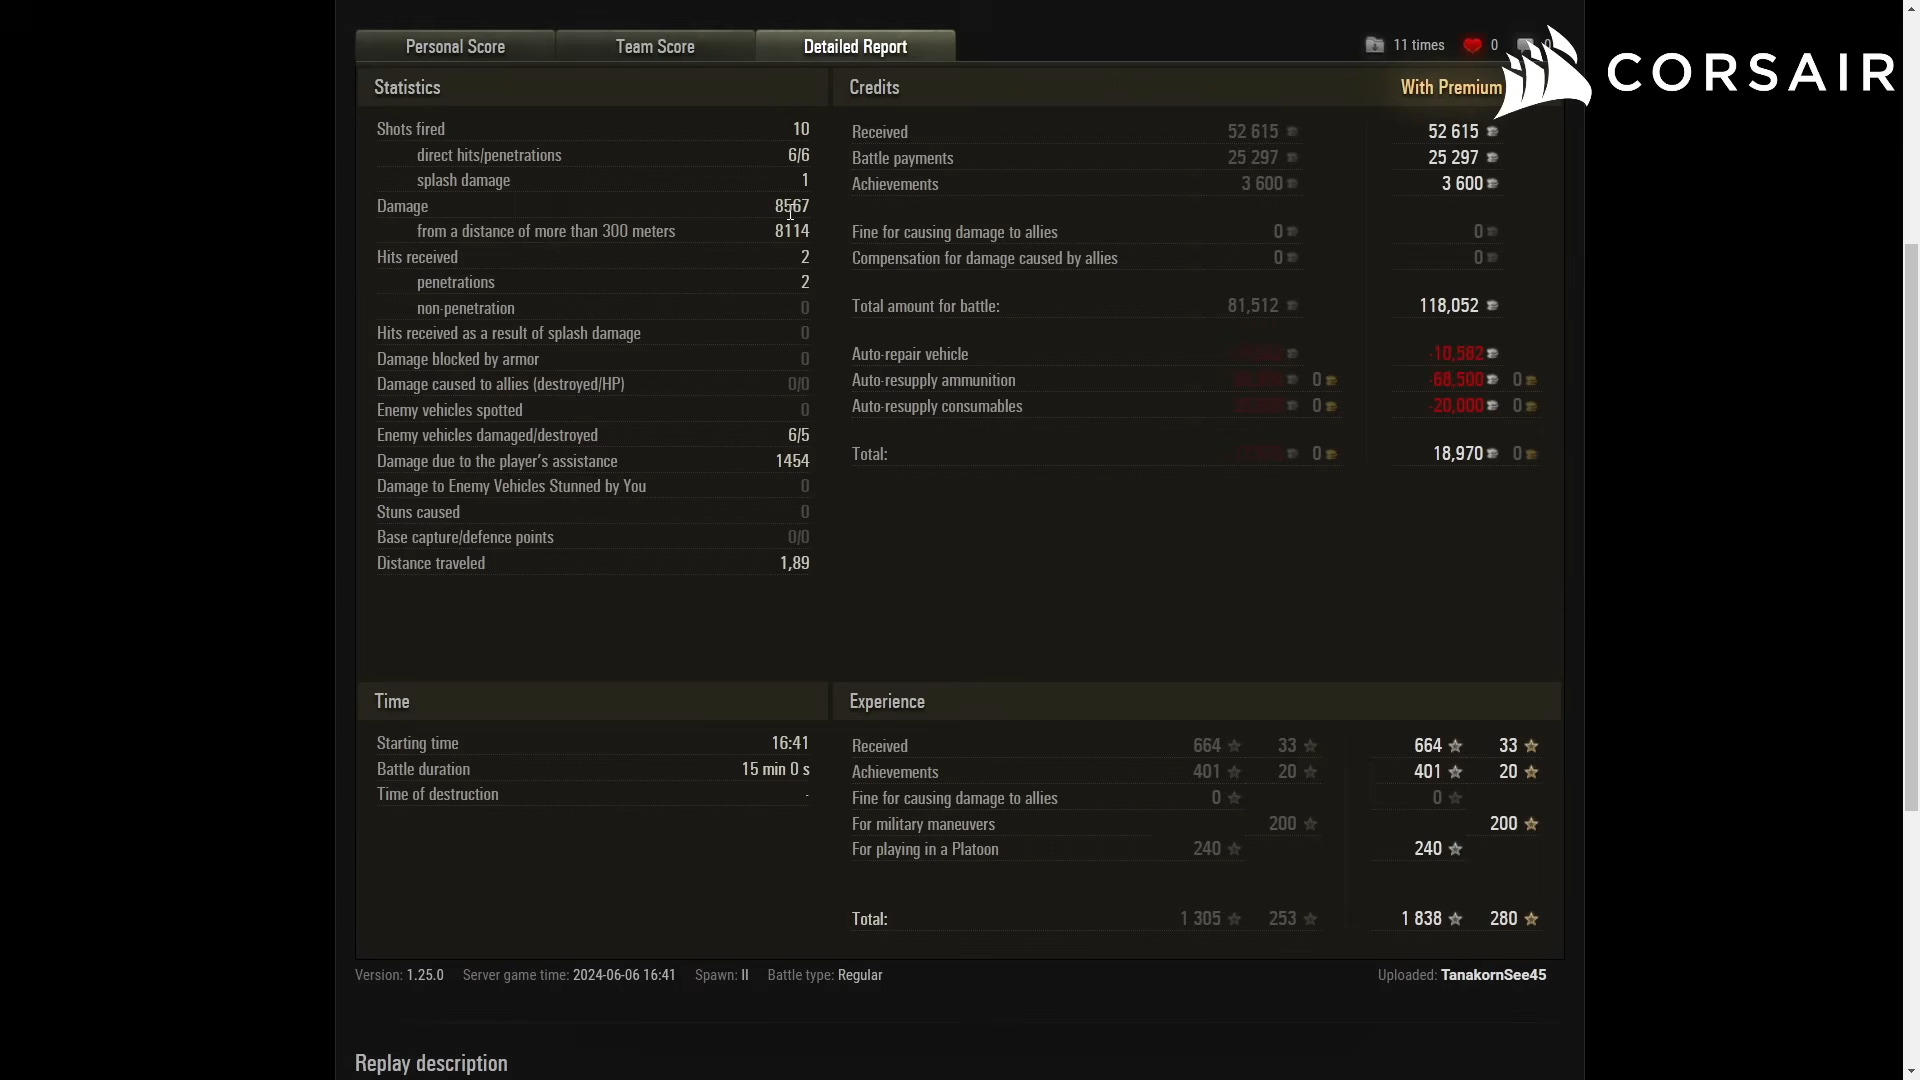 Personal Score Team Score Detailed Report 11 times 0
CORSAIR
Statistics Credits With Premium
Shots fired 10
direct hits/penetrations 6/6
splash damage 1
Damage 8567
from a distance of more than 300 meters 8114
Hits received 2
penetrations 2
non-penetration 0
Hits received as a result of splash damage 0
Damage blocked by armor 0
Damage caused to allies (destroyed/HP) 0/0
Enemy vehicles spotted 0
Enemy vehicles damaged/destroyed 6/5
Damage due to the player's assistance 1454
Damage to Enemy Vehicles Stunned by You 0
Stuns caused 0
Base capture/defence points 0/0
Distance traveled 1,89
Received 52 615 52 615
Battle payments 25 297 25 297
Achievements 3 600 3 600
Fine for causing damage to allies 0 0
Compensation for damage caused by allies 0 0
Total amount for battle: 81,512 118,052
Auto-repair vehicle -10,582
Auto-resupply ammunition 0 -68,500 0
Auto-resupply consumables 0 -20,000 0
Total: 0 18,970 0
Time Experience
Starting time 16:41
Battle duration 15 min 0 s
Time of destruction -
Received 664 33 664 33
Achievements 401 20 401 20
Fine for causing damage to allies 0 0
For military maneuvers 200 200
For playing in a Platoon 240 240
Total: 1 305 253 1 838 280
Version: 1.25.0 Server game time: 2024-06-06 16:41 Spawn: II Battle type: Regular Uploaded: TanakornSee45
Replay description